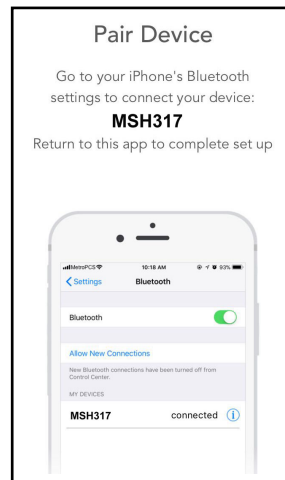 Pair Device
Go to your iPhone's Bluetooth
settings to connect your device:
MSH317
Return to this app to complete set up
MetroPCS 10:18 AM 93%
Settings Bluetooth
Bluetooth
Allow New Connections
New Bluetooth connections have been turned off from
Control Center.
MY DEVICES
MSH317 connected